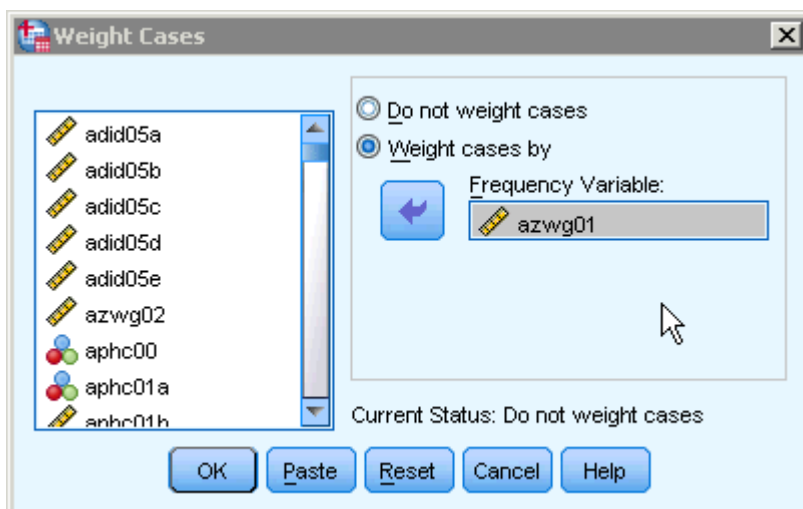 Weight Cases
adid05a
adid05b
adid05c
adid05d
adid05e
azwg02
aphc00
aphc01a
aphc01b
Do not weight cases
Weight cases by
Frequency Variable:
azwg01
Current Status: Do not weight cases
OK
Paste
Reset
Cancel
Help